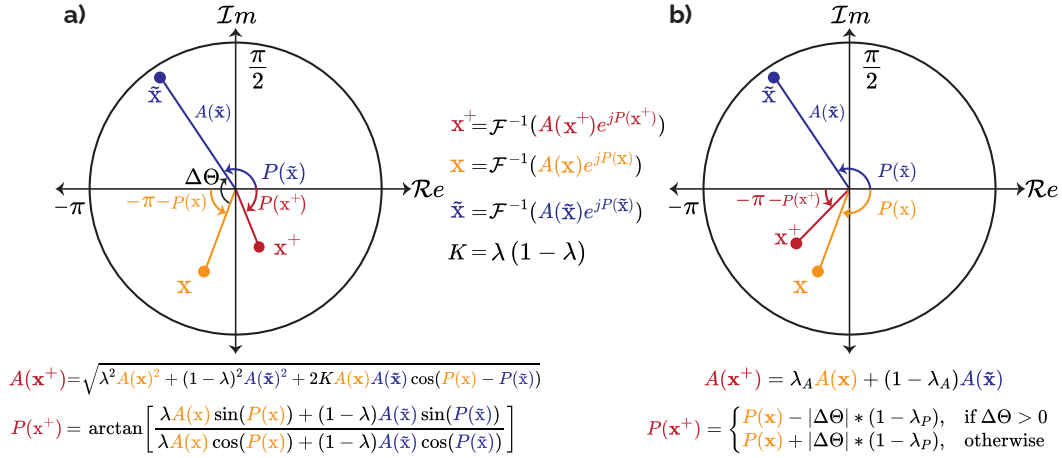 a)
ℐm
π/2
x̃
A(x̃)
P(x̃)
ΔΘ
ℛe
−π
−π−P(x)
P(x⁺)
x⁺
x
x⁺=ℱ⁻¹(A(x⁺)e^{jP(x⁺)})
x=ℱ⁻¹(A(x)e^{jP(x)})
x̃=ℱ⁻¹(A(x̃)e^{jP(x̃)})
K = λ (1 − λ)
b)
ℐm
π/2
x̃
A(x̃)
P(x̃)
ℛe
−π
−π−P(x⁺)
P(x)
x⁺
x
A(x⁺)=√(λ²A(x)² + (1 − λ)²A(x̃)² + 2KA(x)A(x̃) cos(P(x) − P(x̃)))
P(x⁺) = arctan[(λA(x) sin(P(x)) + (1 − λ)A(x̃) sin(P(x̃)))/(λA(x) cos(P(x)) + (1 − λ)A(x̃) cos(P(x̃)))]
A(x⁺) = λ_A A(x) + (1 − λ_A)A(x̃)
P(x⁺) = { P(x) − |ΔΘ| ∗ (1 − λ_P), if ΔΘ > 0
P(x) + |ΔΘ| ∗ (1 − λ_P), otherwise